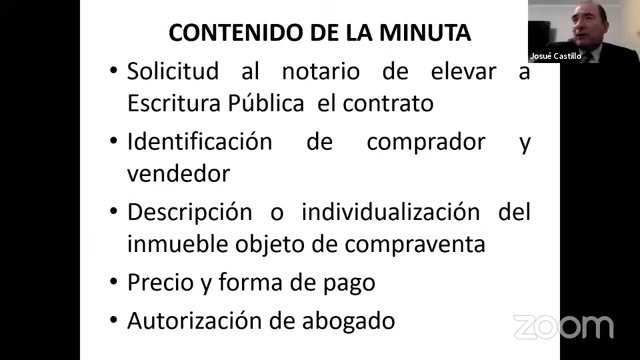 CONTENIDO DE LA MINUTA
• Solicitud al notario de elevar a
Escritura Pública el contrato
• Identificación de comprador y
vendedor
• Descripción o individualización del
inmueble objeto de compraventa
• Precio y forma de pago
• Autorización de abogado
Josué Castillo
zoom